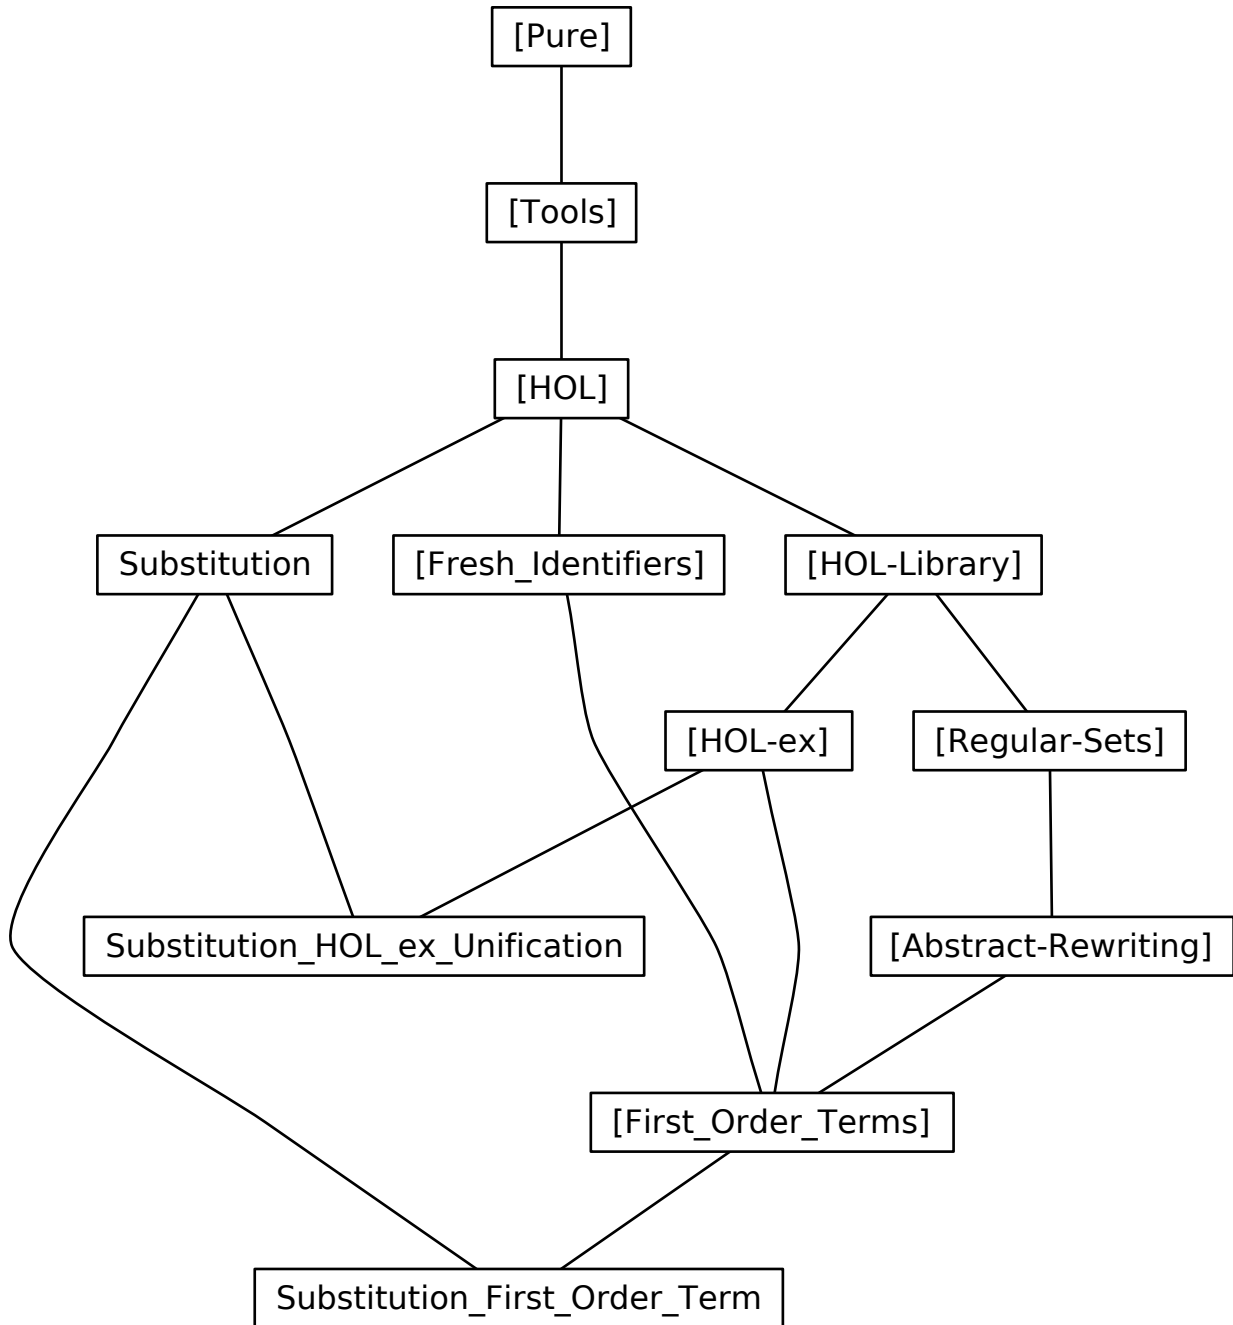 [Pure]
[Tools]
[HOL]
Substitution
[Fresh_Identifiers]
[HOL-Library]
[HOL-ex]
[Regular-Sets]
Substitution_HOL_ex_Unification
[Abstract-Rewriting]
[First_Order_Terms]
Substitution_First_Order_Term